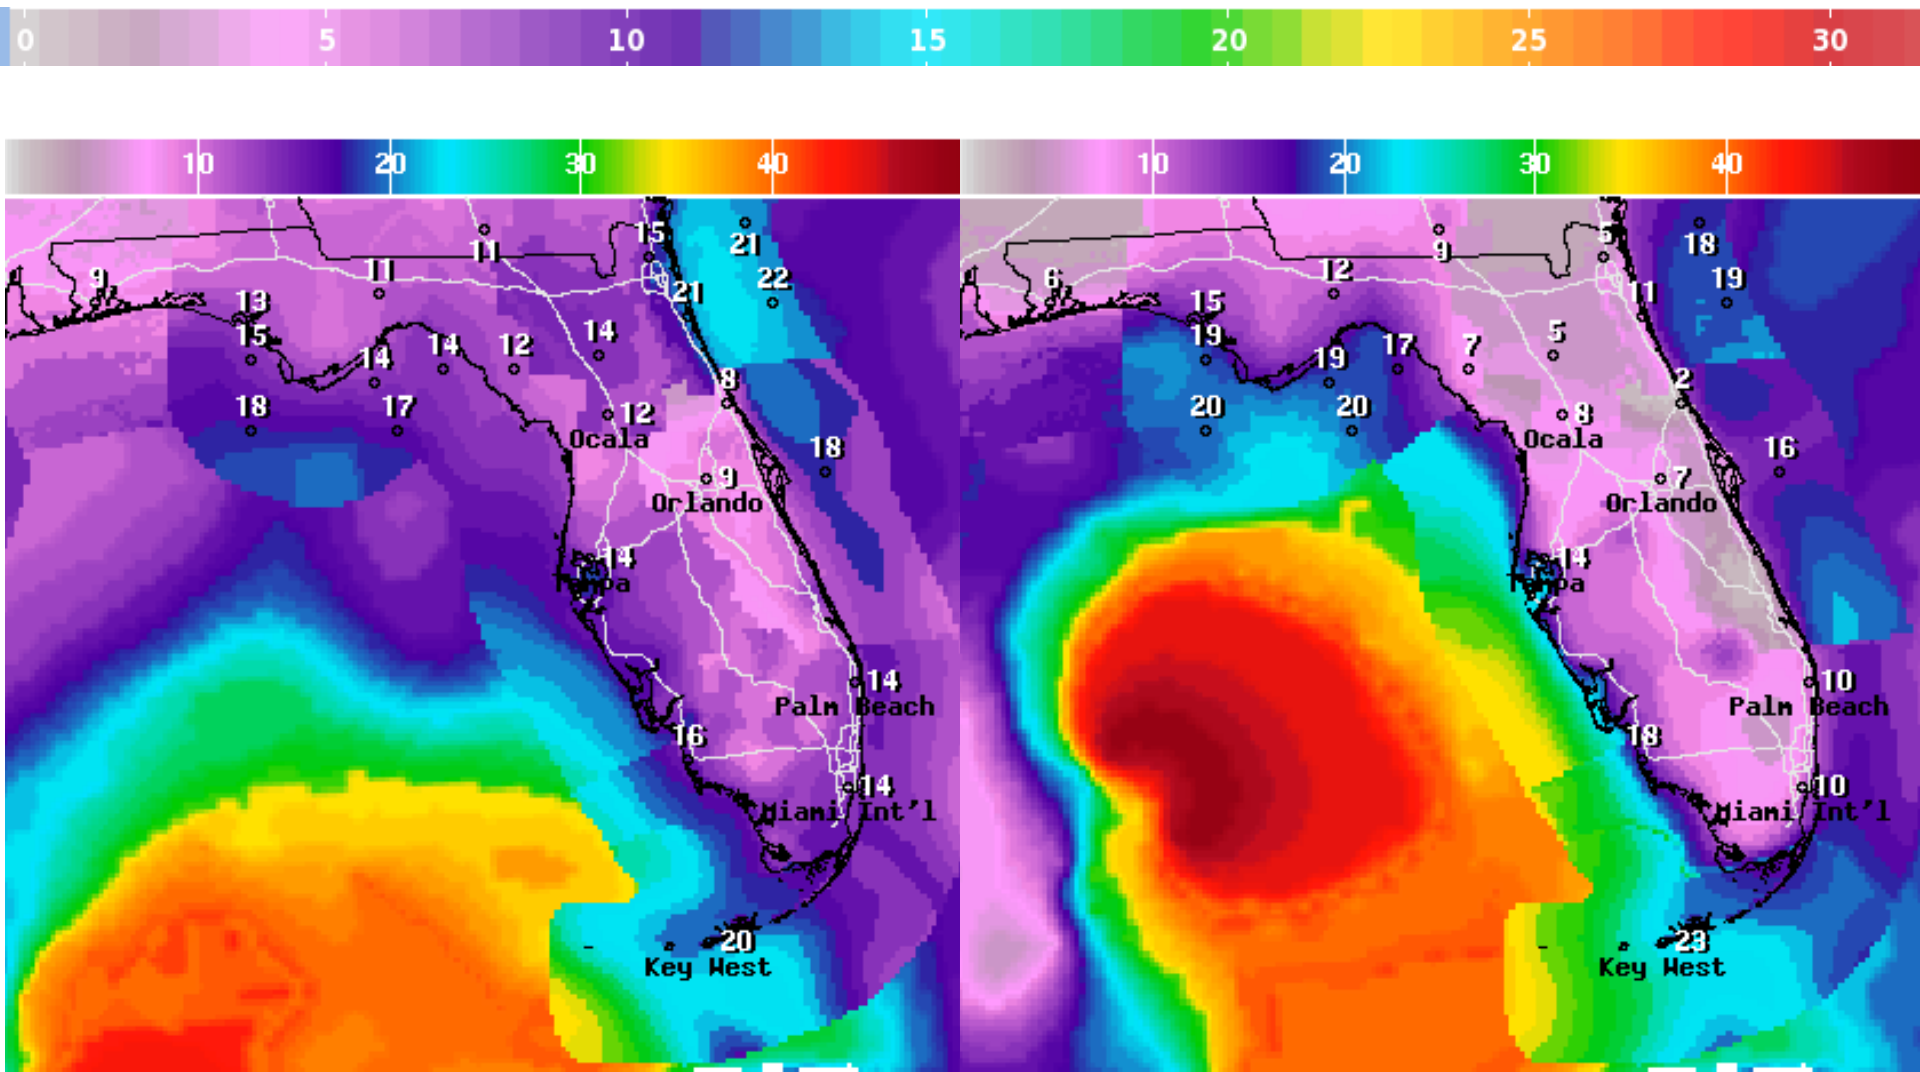 0 5 10 15 20 25 30
10 20 30 40 10 20 30 40
15 21 5 18
11 11 9 12
9 22 6 19
13 21 15 11
15 14 14 14 12 19 19 17 7 5
8 2
18 17 12 20 20 8
Ocala Ocala
18 16
9 7
Orlando Orlando
14 14
Tampa Tampa
14 10
Palm Beach Palm Beach
16 18
14 10
Miami Int'l Miami Int'l
20 23
Key West Key West